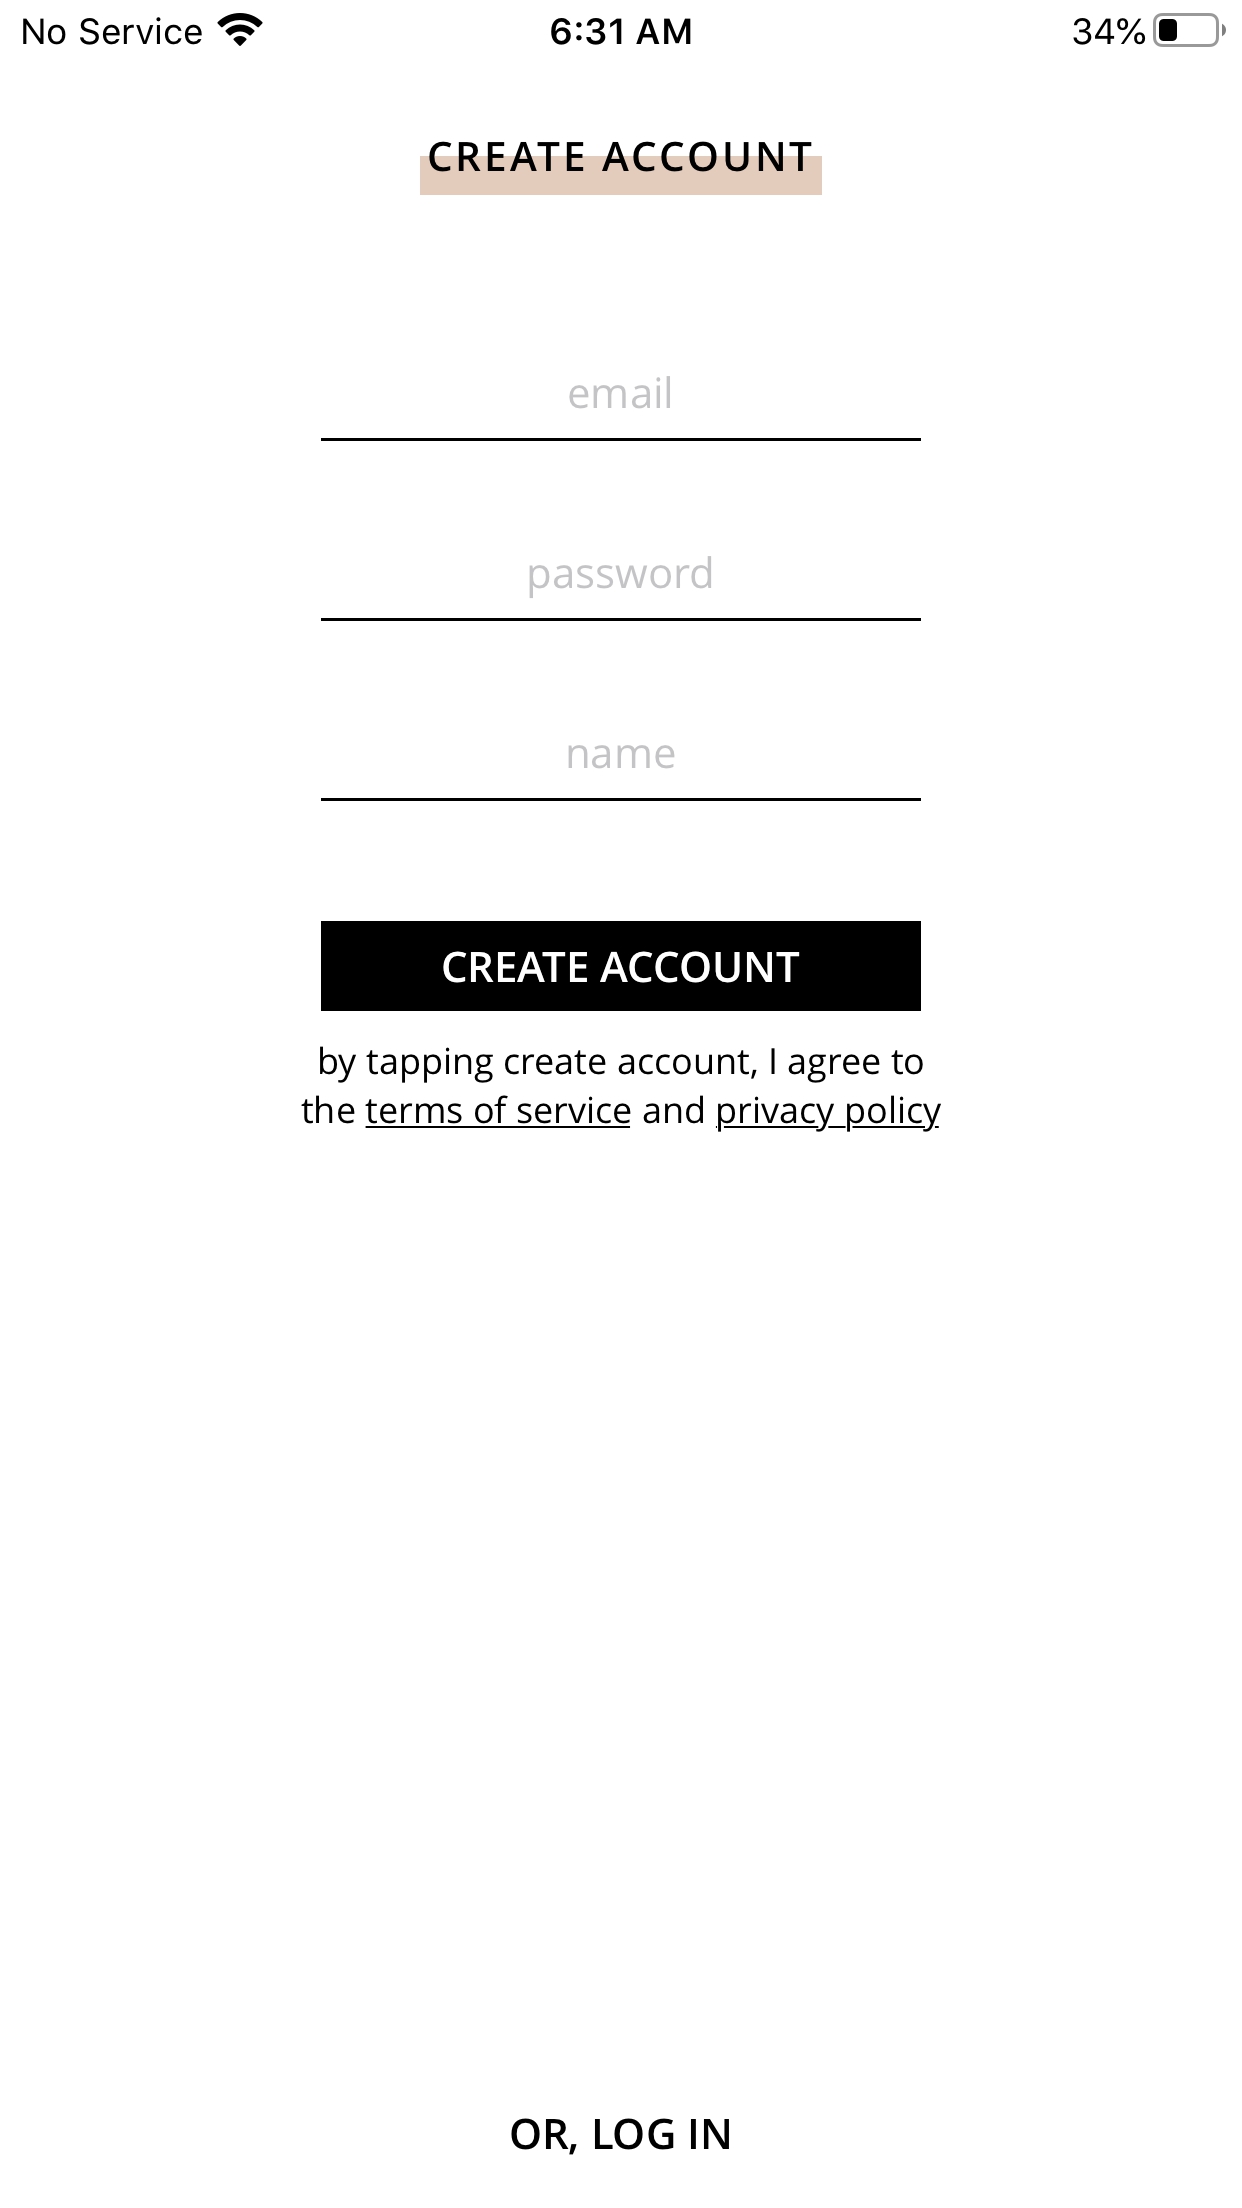 No Service 6:31 AM 34%
CREATE ACCOUNT
email
password
name
CREATE ACCOUNT
by tapping create account, I agree to
the terms of service and privacy policy
OR, LOG IN